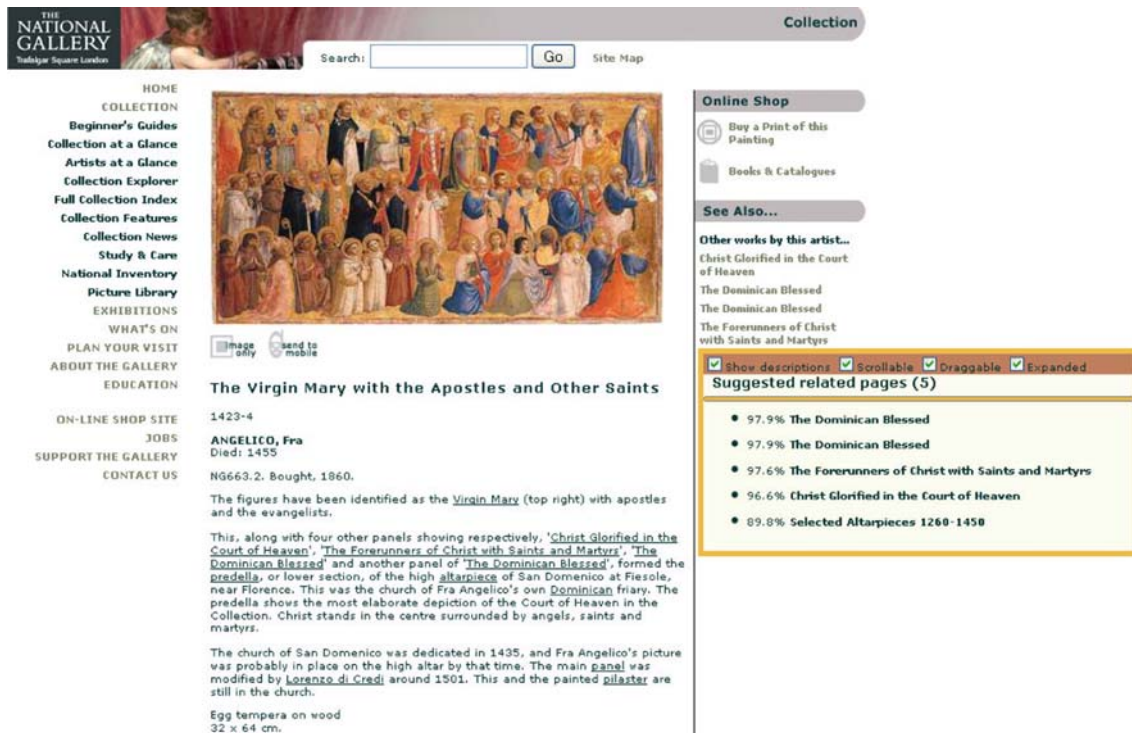 THE
NATIONAL
GALLERY
Trafalgar Square London
Collection
Search:
Go
Site Map
HOME
COLLECTION
Beginner's Guides
Collection at a Glance
Artists at a Glance
Collection Explorer
Full Collection Index
Collection Features
Collection News
Study & Care
National Inventory
Picture Library
EXHIBITIONS
WHAT'S ON
PLAN YOUR VISIT
ABOUT THE GALLERY
EDUCATION
ON-LINE SHOP SITE
JOBS
SUPPORT THE GALLERY
CONTACT US
image
only
send to
mobile
The Virgin Mary with the Apostles and Other Saints
1423-4
ANGELICO, Fra
Died: 1455
NG663.2. Bought, 1860.
The figures have been identified as the Virgin Mary (top right) with apostles
and the evangelists.
This, along with four other panels showing respectively, 'Christ Glorified in the
Court of Heaven', 'The Forerunners of Christ with Saints and Martyrs', 'The
Dominican Blessed' and another panel of 'The Dominican Blessed', formed the
predella, or lower section, of the high altarpiece of San Domenico at Fiesole,
near Florence. This was the church of Fra Angelico's own Dominican friary. The
predella shows the most elaborate depiction of the Court of Heaven in the
Collection. Christ stands in the centre surrounded by angels, saints and
martyrs.
The church of San Domenico was dedicated in 1435, and Fra Angelico's picture
was probably in place on the high altar by that time. The main panel was
modified by Lorenzo di Credi around 1501. This and the painted pilaster are
still in the church.
Egg tempera on wood
32 x 64 cm.
Online Shop
Buy a Print of this
Painting
Books & Catalogues
See Also...
Other works by this artist...
Christ Glorified in the Court
of Heaven
The Dominican Blessed
The Dominican Blessed
The Forerunners of Christ
with Saints and Martyrs
Show descriptions Scrollable Draggable Expanded
Suggested related pages (5)
97.9% The Dominican Blessed
97.9% The Dominican Blessed
97.6% The Forerunners of Christ with Saints and Martyrs
96.6% Christ Glorified in the Court of Heaven
89.8% Selected Altarpieces 1260-1450